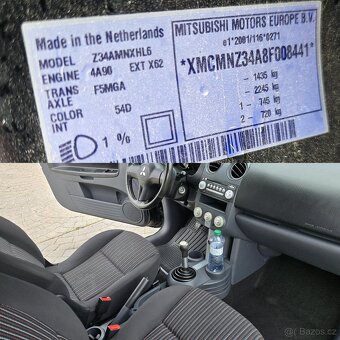 Made in the Netherlands
MODEL Z34AMNXHL6
ENGINE 4A90 EXT X62
TRANS AXLE F5MGA
COLOR INT 54D
1 %
MITSUBISHI MOTORS EUROPE B.V.
e1*2001/116*0271
*XMCMNZ34A8F008441*
- 1435 kg
- 2245 kg
1 - 745 kg
2 - 720 kg
Bazos.cz